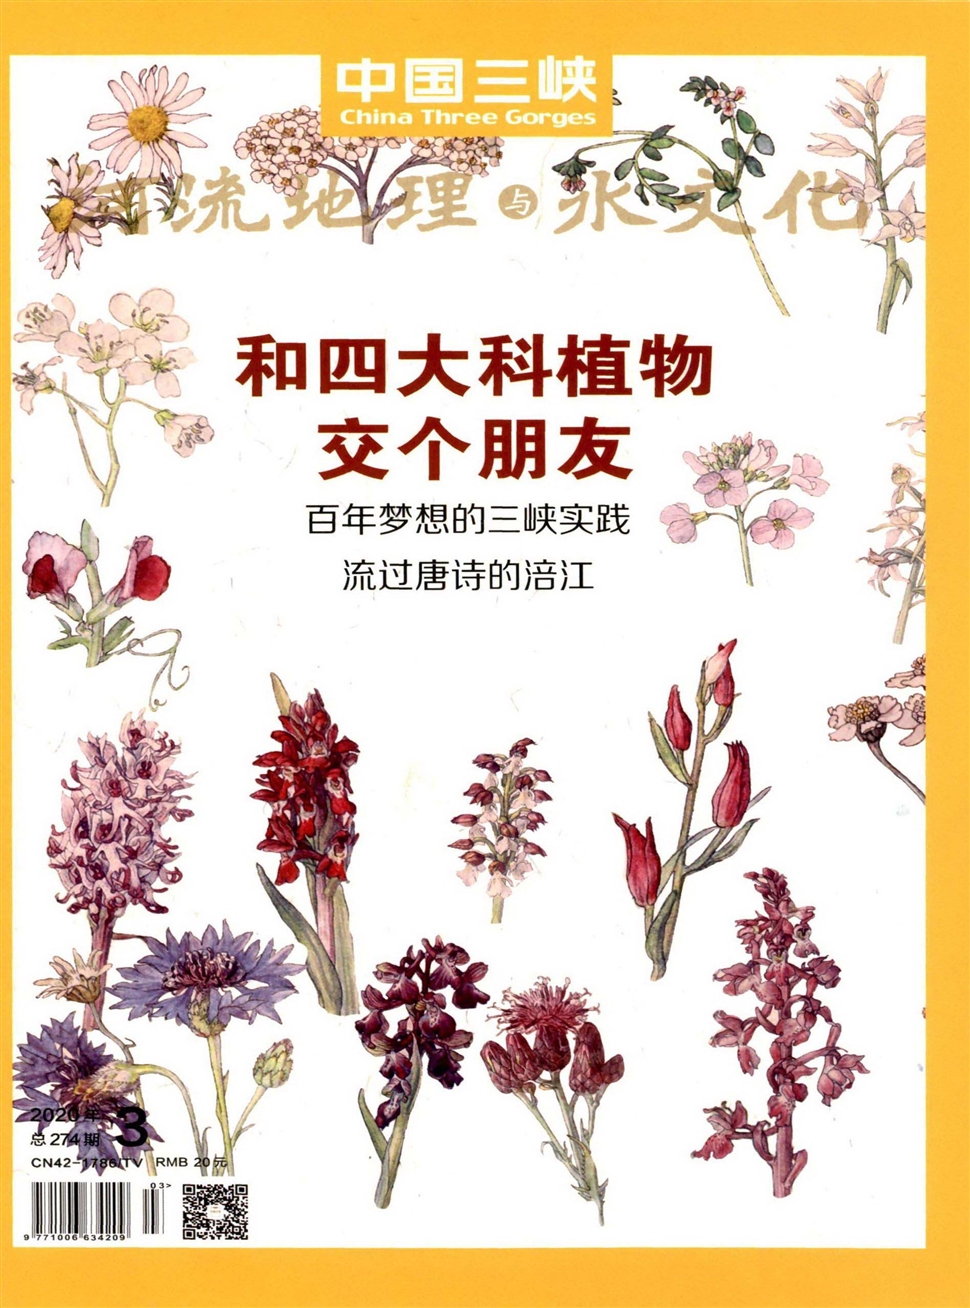 中国三峡
China Three Gorges
河流地理与水文化
和四大科植物
交个朋友
百年梦想的三峡实践
流过唐诗的涪江
2020年 3
总274期
CN42-1786/TV RMB 20元
03>
9 771006 634209